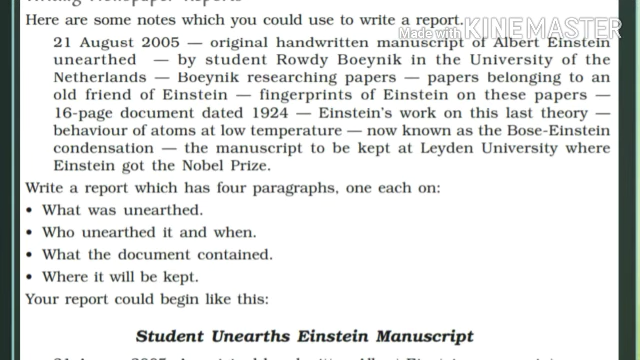 Writing Newspaper Reports
Here are some notes which you could use to write a report.
Made with KINEMASTER
21 August 2005 — original handwritten manuscript of Albert Einstein
unearthed — by student Rowdy Boeynik in the University of the
Netherlands — Boeynik researching papers — papers belonging to an
old friend of Einstein — fingerprints of Einstein on these papers —
16-page document dated 1924 — Einstein's work on this last theory —
behaviour of atoms at low temperature — now known as the Bose-Einstein
condensation — the manuscript to be kept at Leyden University where
Einstein got the Nobel Prize.
Write a report which has four paragraphs, one each on:
• What was unearthed.
• Who unearthed it and when.
• What the document contained.
• Where it will be kept.
Your report could begin like this:
Student Unearths Einstein Manuscript